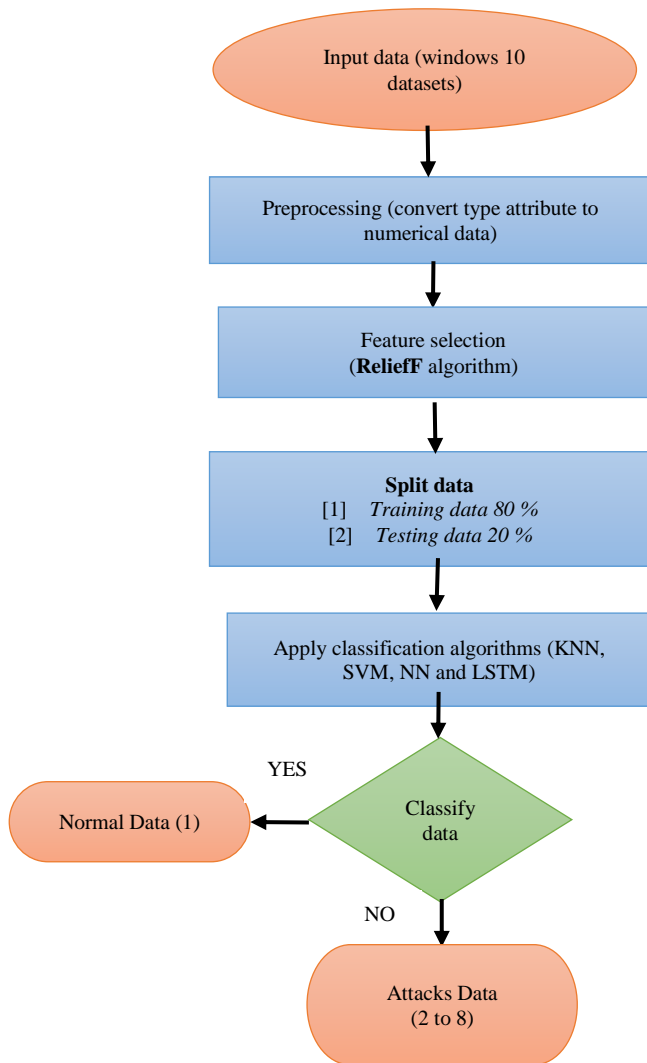 Input data (windows 10
datasets)
Preprocessing (convert type attribute to
numerical data)
Feature selection
(ReliefF algorithm)
Split data
[1] Training data 80 %
[2] Testing data 20 %
Apply classification algorithms (KNN,
SVM, NN and LSTM)
YES
Classify
data
Normal Data (1)
NO
Attacks Data
(2 to 8)